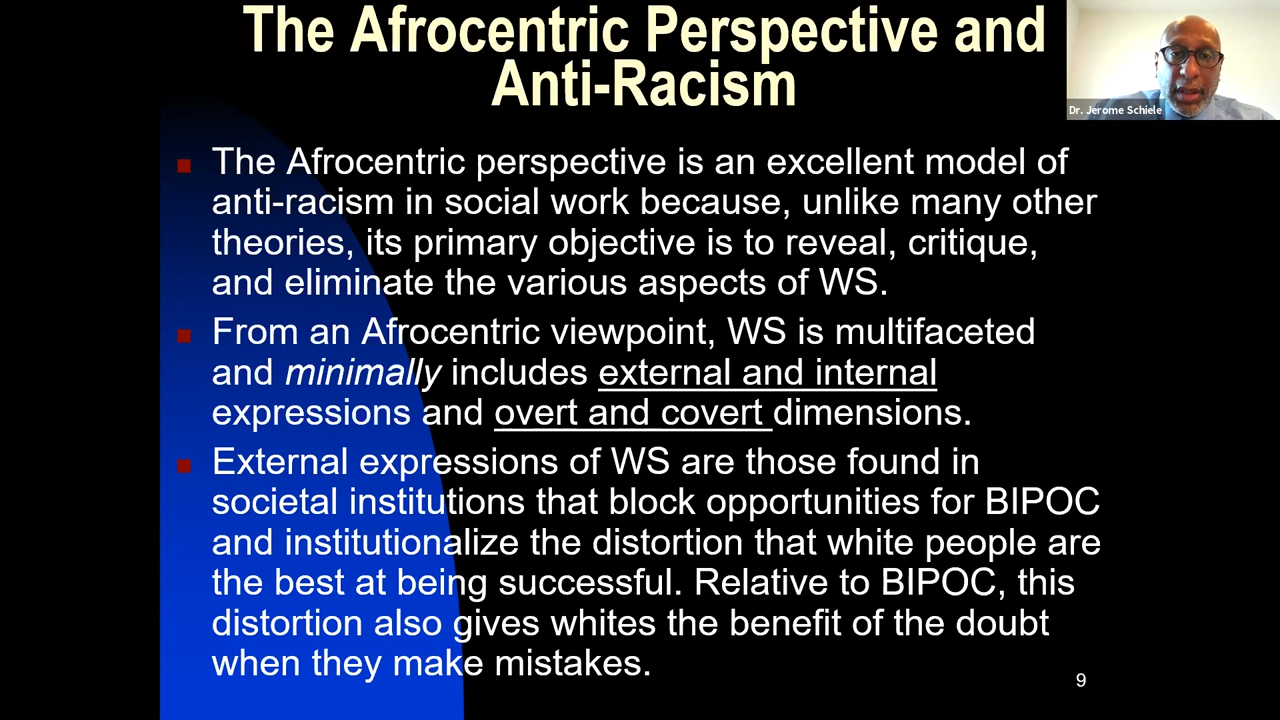 The Afrocentric Perspective and
Anti-Racism
Dr. Jerome Schiele
The Afrocentric perspective is an excellent model of
anti-racism in social work because, unlike many other
theories, its primary objective is to reveal, critique,
and eliminate the various aspects of WS.
From an Afrocentric viewpoint, WS is multifaceted
and minimally includes external and internal
expressions and overt and covert dimensions.
External expressions of WS are those found in
societal institutions that block opportunities for BIPOC
and institutionalize the distortion that white people are
the best at being successful. Relative to BIPOC, this
distortion also gives whites the benefit of the doubt
when they make mistakes.
9